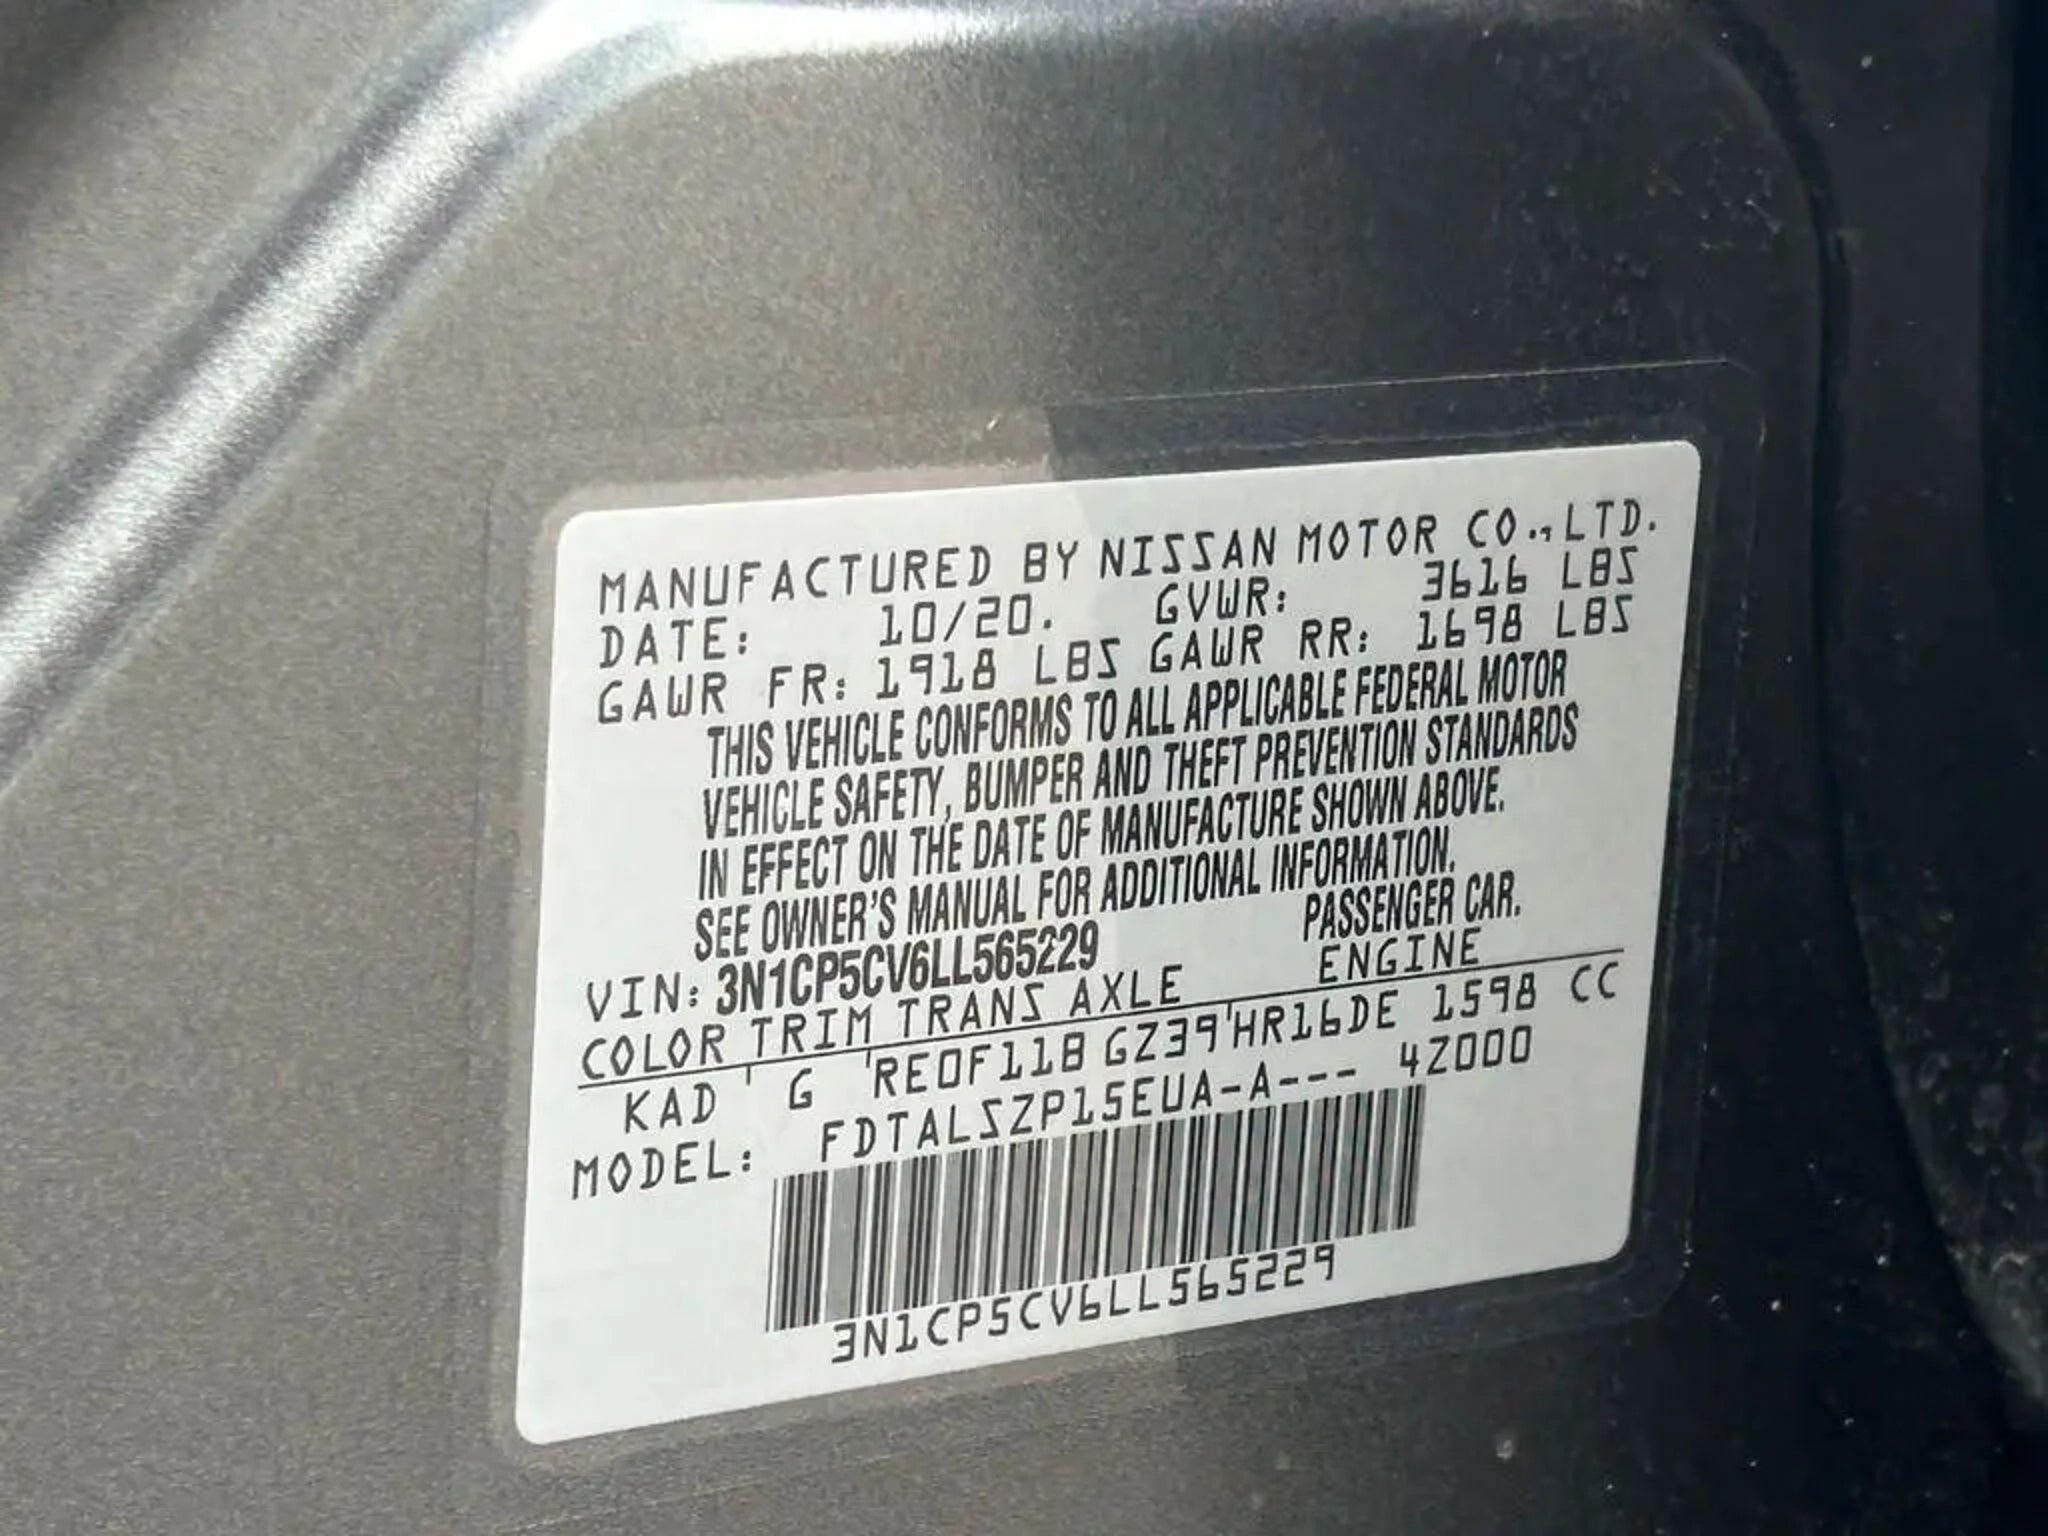 MANUFACTURED BY NISSAN MOTOR CO., LTD.
DATE: 10/20. GVWR: 3616 LBS
GAWR FR: 1918 LBS GAWR RR: 1698 LBS
THIS VEHICLE CONFORMS TO ALL APPLICABLE FEDERAL MOTOR
VEHICLE SAFETY, BUMPER AND THEFT PREVENTION STANDARDS
IN EFFECT ON THE DATE OF MANUFACTURE SHOWN ABOVE.
SEE OWNER'S MANUAL FOR ADDITIONAL INFORMATION.
VIN: 3N1CP5CV6LL565229 PASSENGER CAR.
COLOR TRIM TRANS AXLE ENGINE
KAD ' G 'RE0F11B GZ39'HR16DE 1598 CC
MODEL: FDTALSZP15EUA-A--- 4Z000
3N1CP5CV6LL565229